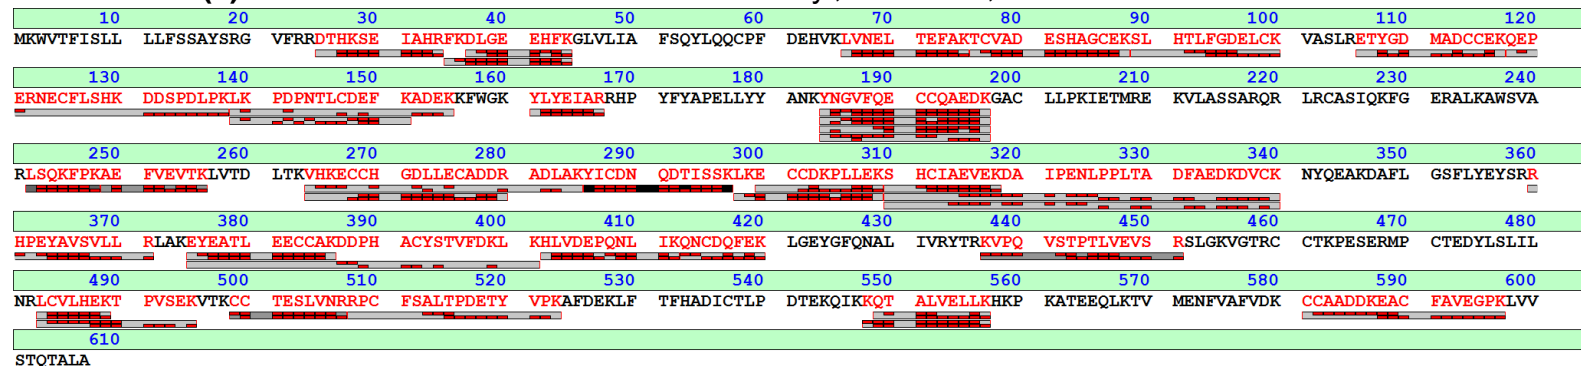 10 20 30 40 50 60 70 80 90 100 110 120
MKWVTFISLL LLFSSAYSRG VFRRDTHKSE IAHRFKDLGE EHFKGLVLIA FSQYLQQCPF DEHVKLVNEL TEFAKTCVAD ESHAGCEKSL HTLFGDELCK VASLRETYGD MADCCEKQEP
130 140 150 160 170 180 190 200 210 220 230 240
ERNECFLSHK DDSPDLPKLK PDPNTLCDEF KADEKKFWGK YLYEIARRHP YFYAPELLYY ANKYNGVFQE CCQAEDKGAC LLPKIETMRE KVLASSARQR LRCASIQKFG ERALKAWSVA
250 260 270 280 290 300 310 320 330 340 350 360
RLSQKFPKAE FVEVTKLVTD LTKVHKECCH GDLLECADDR ADLAKYICDN QDTISSKLKE CCDKPLLEKS HCIAEVEKDA IPENLPPLTA DFAEDKDVCK NYQEAKDAFL GSFLYEYSRR
370 380 390 400 410 420 430 440 450 460 470 480
HPEYAVSVLL RLAKEYEATL EECCAKDDPH ACYSTVFDKL KHLVDEPQNL IKQNCDQFEK LGEYGFQNAL IVRYTRKVPQ VSTPTLVEVS RSLGKVGTRC CTKPESERMP CTEDYLSLIL
490 500 510 520 530 540 550 560 570 580 590 600
NRLCVLHEKT PVSEKVTKCC TESLVNRRPC FSALTPDETY VPKAFDEKLF TFHADICTLP DTEKQIKKQT ALVELLKHKP KATEEQLKTV MENFVAFVDK CCAADDKEAC FAVEGPKLVV
610
STQTALA